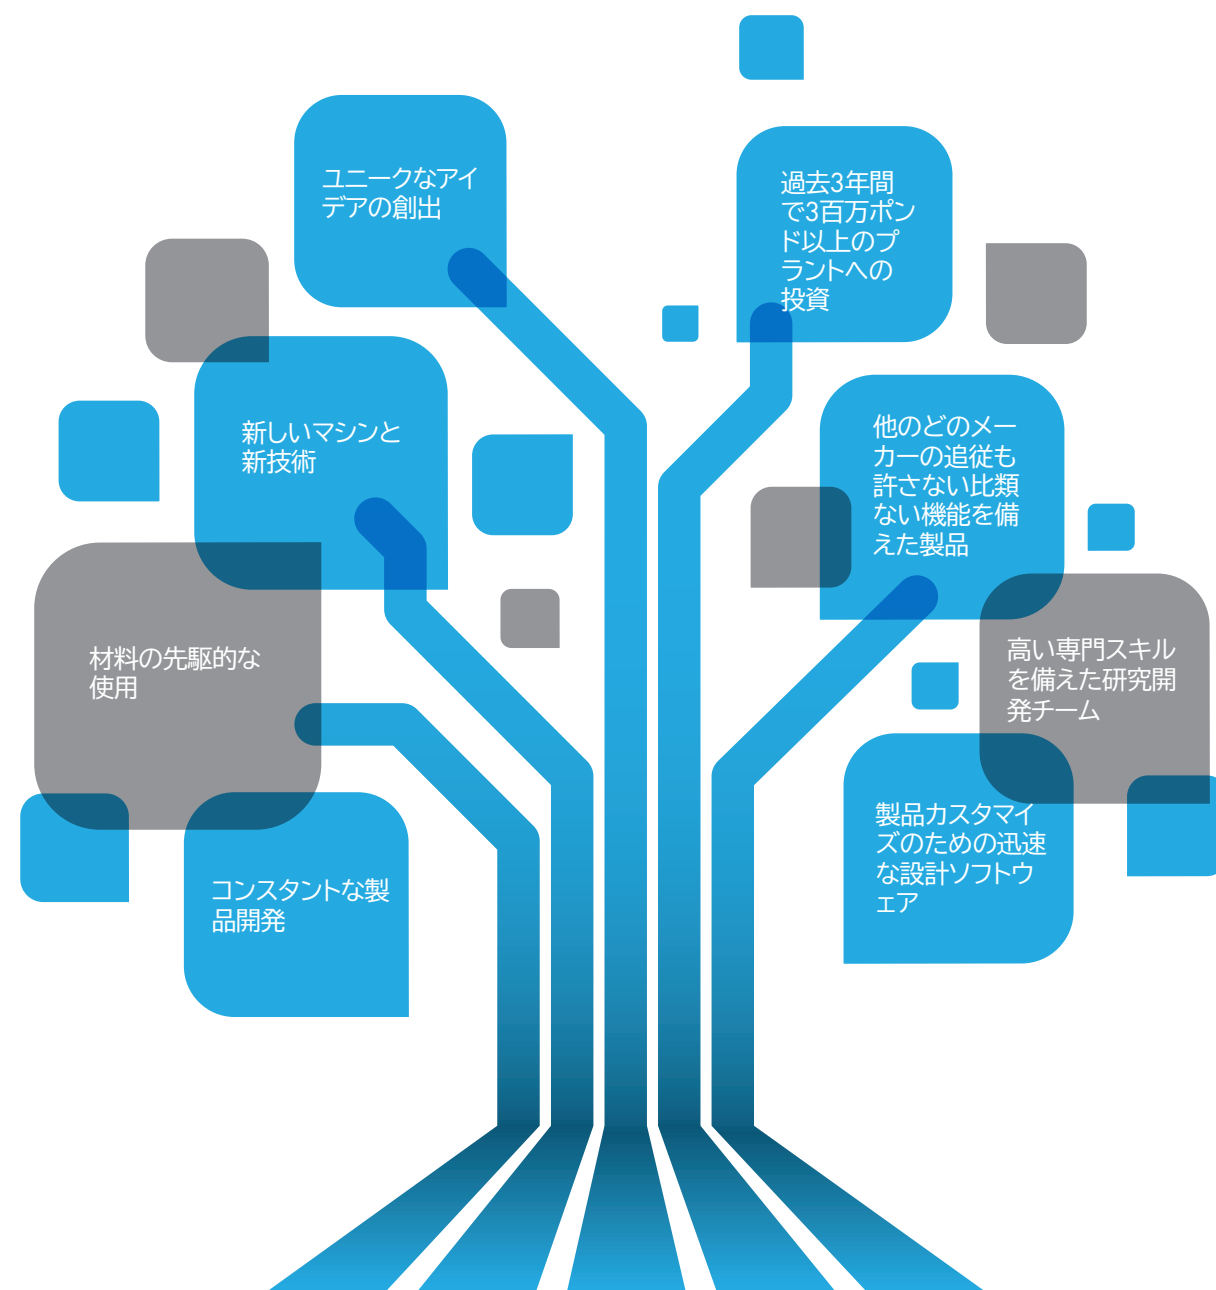 ユニークなアイ
デアの創出
過去3年間
で3百万ポン
ド以上のプ
ラントへの
投資
新しいマシンと
新技術
他のどのメー
カーの追従も
許さない比類
ない機能を備
えた製品
材料の先駆的な
使用
高い専門スキル
を備えた研究開
発チーム
コンスタントな製
品開発
製品カスタマイ
ズのための迅速
な設計ソフトウ
ェア